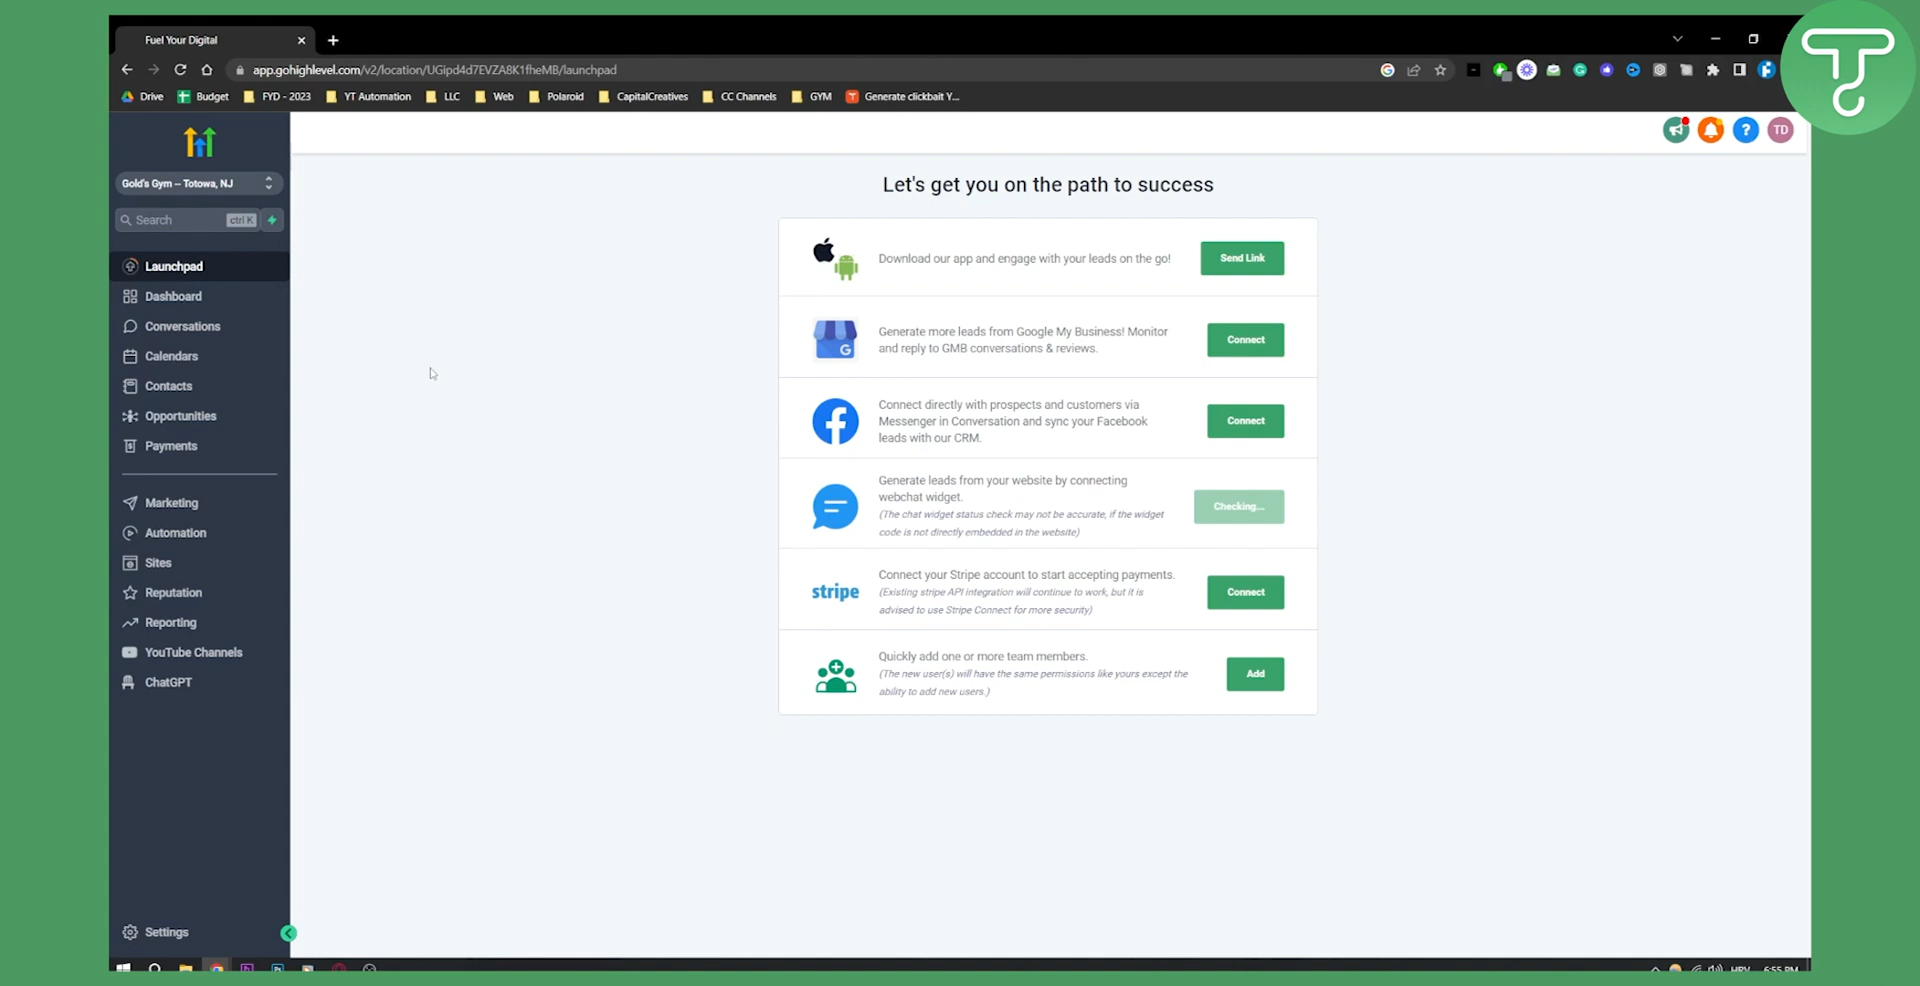 Fuel Your Digital
app.gohighlevel.com/v2/location/UGipd4d7EVZA8K1fheMB/launchpad
Drive Budget FYD - 2023 YT Automation LLC Web Polaroid CapitalCreatives CC Channels GYM Generate clickbait Y...
TD
Gold's Gym -- Totowa, NJ
Search ctrl K
Launchpad
Dashboard
Conversations
Calendars
Contacts
Opportunities
Payments
Marketing
Automation
Sites
Reputation
Reporting
YouTube Channels
ChatGPT
Settings
Let's get you on the path to success
Download our app and engage with your leads on the go!
Send Link
Generate more leads from Google My Business! Monitor
and reply to GMB conversations & reviews.
Connect
Connect directly with prospects and customers via
Messenger in Conversation and sync your Facebook
leads with our CRM.
Connect
Generate leads from your website by connecting
webchat widget.
(The chat widget status check may not be accurate, if the widget
code is not directly embedded in the website)
Checking...
stripe
Connect your Stripe account to start accepting payments.
(Existing stripe API integration will continue to work, but it is
advised to use Stripe Connect for more security)
Connect
Quickly add one or more team members.
(The new user(s) will have the same permissions like yours except the
ability to add new users.)
Add
HRV 6:55 PM